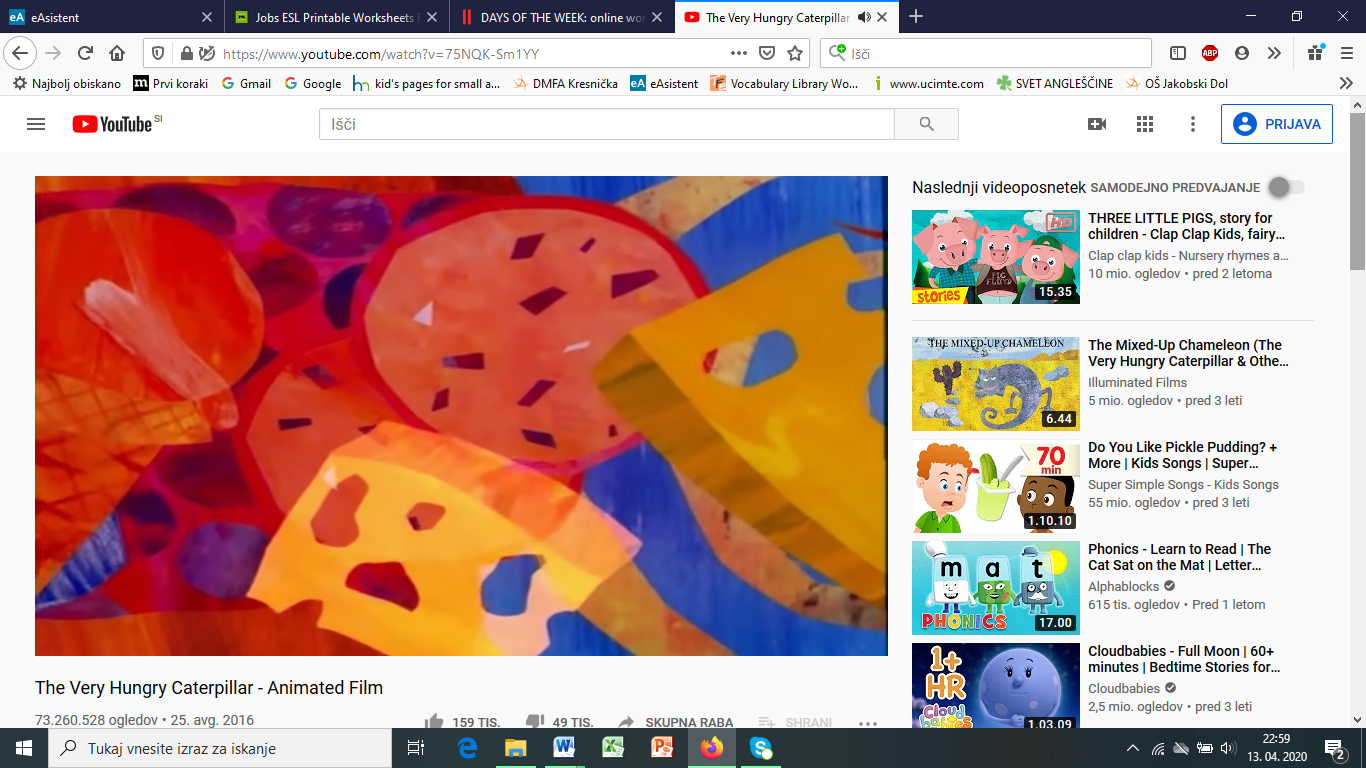 eAsistent
Jobs ESL Printable Worksheets
DAYS OF THE WEEK: online wo
The Very Hungry Caterpillar
https://www.youtube.com/watch?v=75NQK-Sm1YY
Išči
Najbolj obiskano
Prvi koraki
Gmail
Google
kid's pages for small a...
DMFA Kresnička
eAsistent
Vocabulary Library Wo...
www.ucimte.com
SVET ANGLEŠČINE
OŠ Jakobski Dol
YouTube SI
Išči
PRIJAVA
Naslednji videoposnetek SAMODEJNO PREDVAJANJE
HD
stories
15.35
THREE LITTLE PIGS, story for
children - Clap Clap Kids, fairy...
Clap clap kids - Nursery rhymes a...
10 mio. ogledov • pred 2 letoma
THE MIXED-UP CHAMELEON
6.44
The Mixed-Up Chameleon (The
Very Hungry Caterpillar & Othe...
Illuminated Films
5 mio. ogledov • pred 3 leti
70
min
1.10.10
Do You Like Pickle Pudding? +
More | Kids Songs | Super...
Super Simple Songs - Kids Songs
55 mio. ogledov • pred 3 leti
m a t
PHONICS
17.00
Phonics - Learn to Read | The
Cat Sat on the Mat | Letter...
Alphablocks
615 tis. ogledov • Pred 1 letom
1+
HR
Cloud
babies
1.03.09
Cloudbabies - Full Moon | 60+
minutes | Bedtime Stories for...
Cloudbabies
2,5 mio. ogledov • pred 3 leti
The Very Hungry Caterpillar - Animated Film
73.260.528 ogledov • 25. avg. 2016
159 TIS.
49 TIS.
SKUPNA RABA
SHRANI
Tukaj vnesite izraz za iskanje
22:59
13. 04. 2020
2